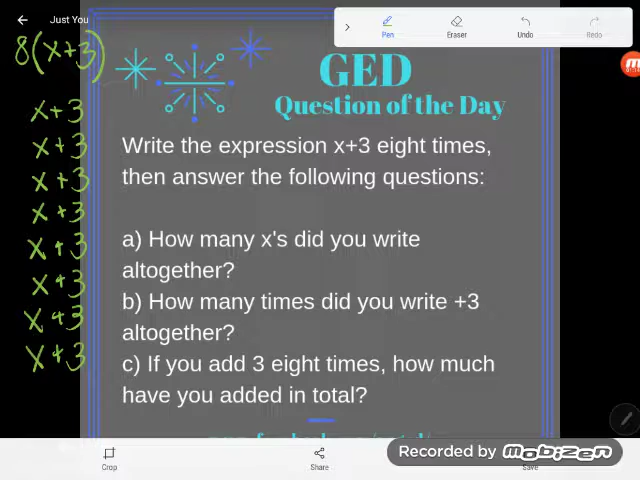 Just You
Pen
Eraser
Undo
Redo
8(x+3)
x+3
x+3
x+3
x+3
x+3
x+3
x+3
x+3
GED
Question of the Day
Write the expression x+3 eight times,
then answer the following questions:
a) How many x's did you write
altogether?
b) How many times did you write +3
altogether?
c) If you add 3 eight times, how much
have you added in total?
Crop
Share
Save
Recorded by Mobizen